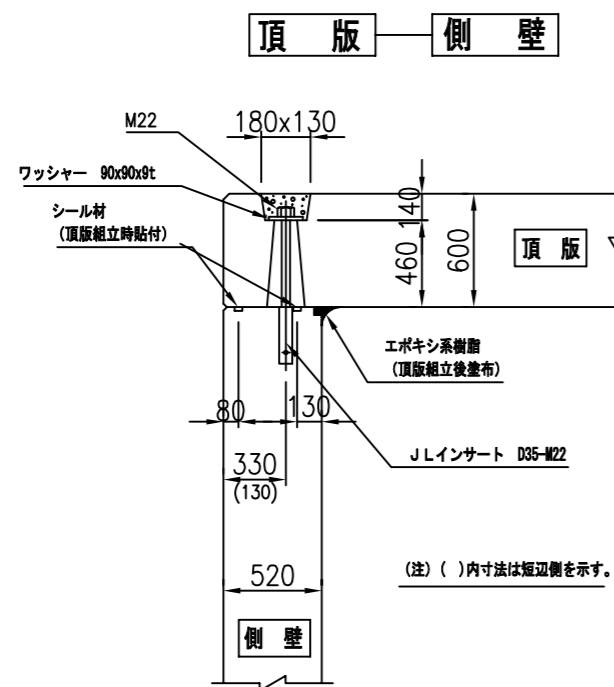 頂 版
側 壁
M22
180x130
ワッシャー 90x90x9t
シール材
(頂版組立時貼付)
140
460
600
頂 版
エポキシ系樹脂
(頂版組立後塗布)
80
130
JLインサート D35-M22
330
(130)
(注) ( )内寸法は短辺側を示す。
520
側 壁